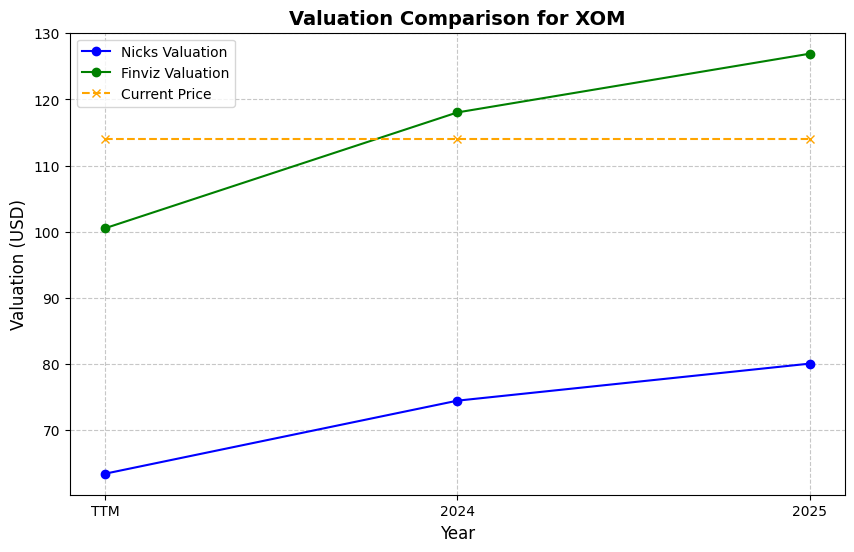 Valuation Comparison for XOM
Nicks Valuation
Finviz Valuation
Current Price
Valuation (USD)
130
120
110
100
90
80
70
TTM
2024
2025
Year